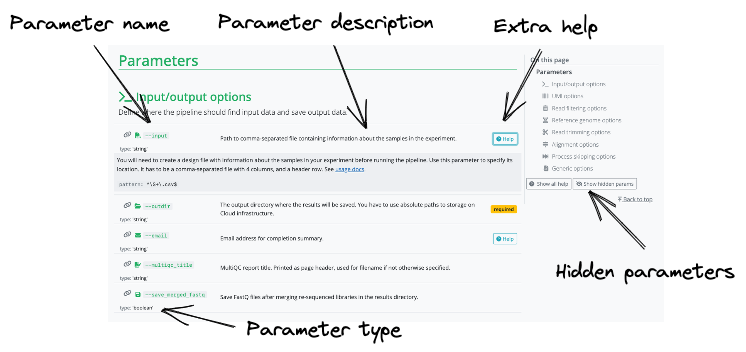 Parameter name
Parameter description
Extra help
Parameters
>_ Input/output options
Define where the pipeline should find input data and save output data.
--input
Path to comma-separated file containing information about the samples in the experiment.
Help
type: string
You will need to create a design file with information about the samples in your experiment before running the pipeline. Use this parameter to specify its
location. It has to be a comma-separated file with 4 columns, and a header row. See usage docs
pattern: ^\S+\.csv$
--outdir
The output directory where the results will be saved. You have to use absolute paths to storage on
Cloud infrastructure.
required
type: string
--email
Email address for completion summary.
Help
type: string
--multiqc_title
MultiQC report title. Printed as page header, used for filename if not otherwise specified.
type: string
--save_merged_fastq
Save FastQ files after merging re-sequenced libraries in the results directory.
type: boolean
Parameter type
On this page
Parameters
Input/output options
UMI options
Read filtering options
Reference genome options
Read trimming options
Alignment options
Process skipping options
Generic options
Show all help
Show hidden params
Back to top
Hidden parameters